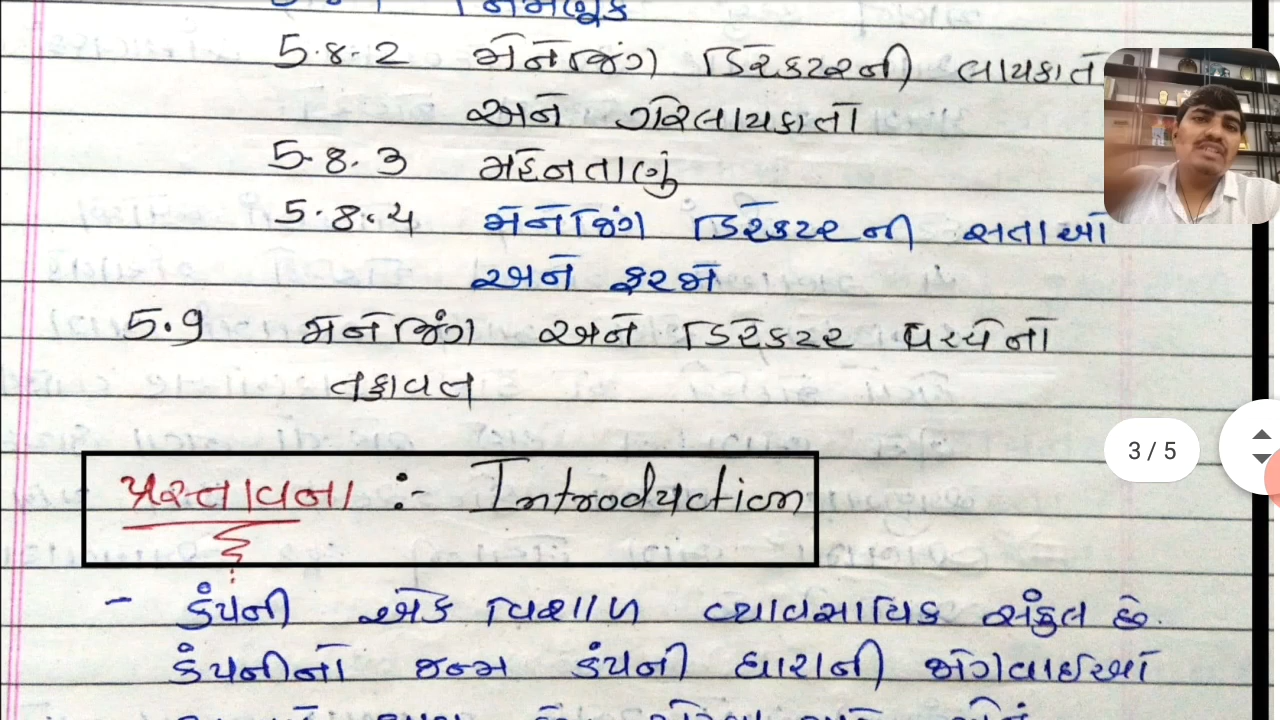 નિમણૂક
5.8.2 મેનેજિંગ ડિરેકટરની લાયકાતો
અને ગેરલાયકાતો
5.8.3 મહેનતાણું
5.8.4 મેનેજિંગ ડિરેકટર ની સતાઓ
અને ફરજો
5.9 મેનેજિંગ અને ડિરેકટર વચ્ચેનો
તફાવત
પ્રસ્તાવના :- Introduction
- કંપની એક વિશાળ વ્યાવસાયિક સંકુલ છે.
કંપનીનો જન્મ કંપની ધારાની જોગવાઈઓ
3 / 5